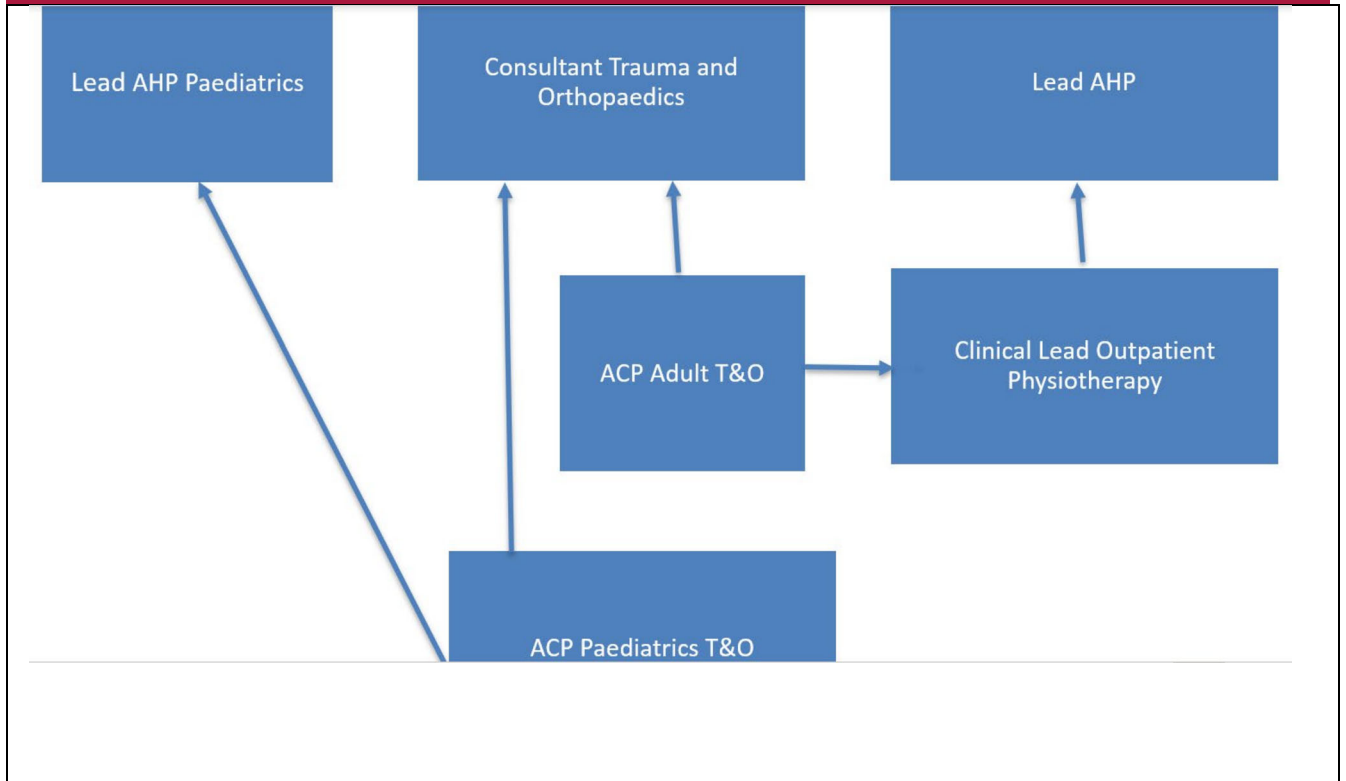 Lead AHP Paediatrics
Consultant Trauma and
Orthopaedics
Lead AHP
ACP Adult T&O
Clinical Lead Outpatient
Physiotherapy
ACP Paediatrics T&O